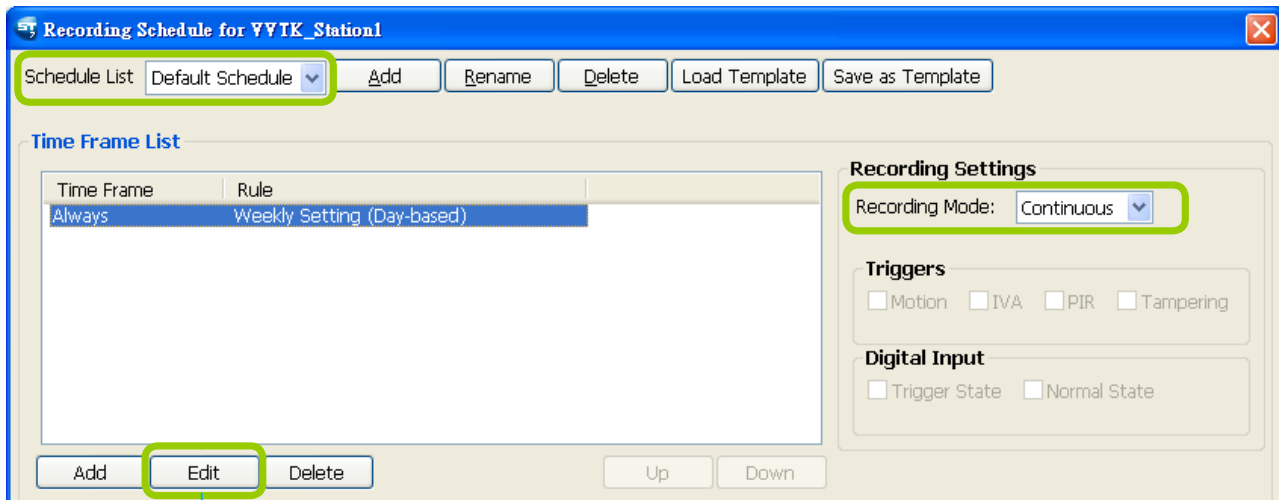 Recording Schedule for VVTK_Station1
Schedule List Default Schedule Add Rename Delete Load Template Save as Template
Time Frame List
Time Frame Rule
Always Weekly Setting (Day-based)
Recording Settings
Recording Mode: Continuous
Triggers
Motion IVA PIR Tampering
Digital Input
Trigger State Normal State
Add Edit Delete Up Down